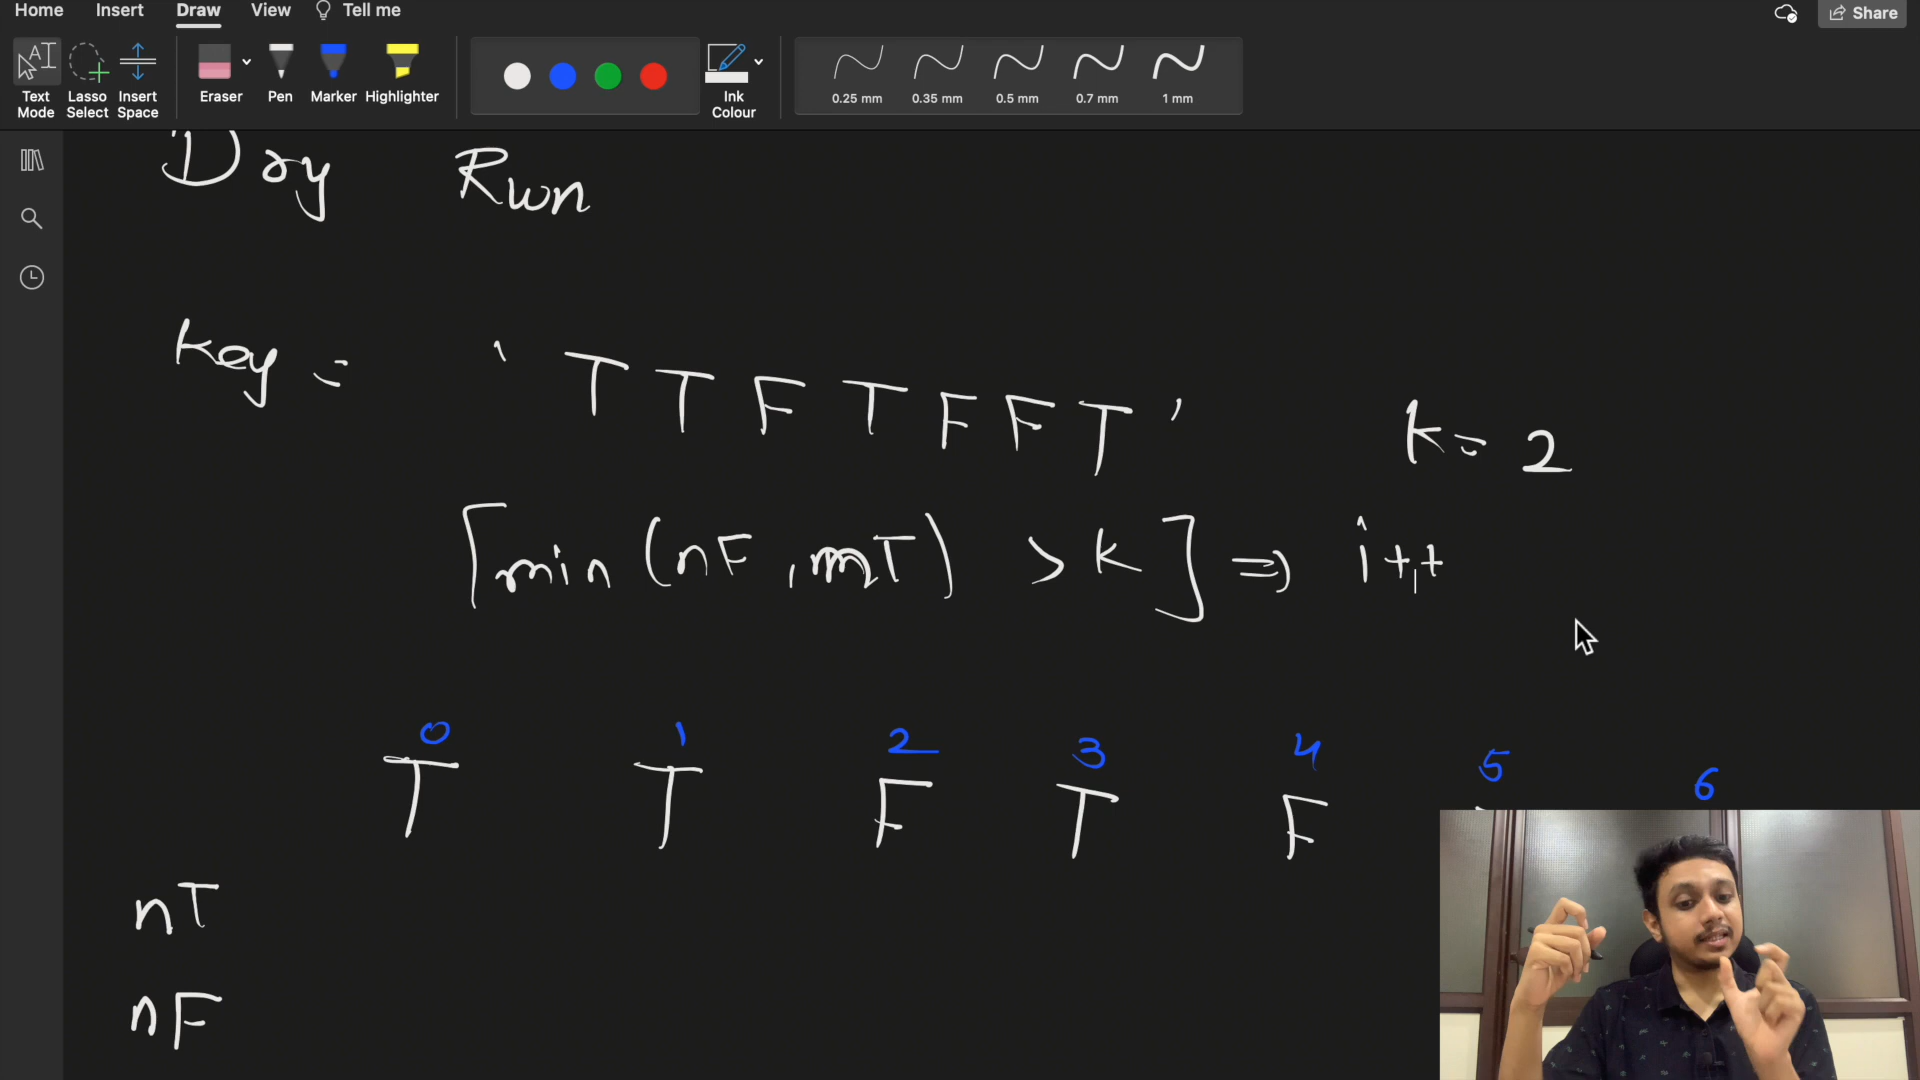 Home Insert Draw View Tell me Share
Text Mode Lasso Select Insert Space Eraser Pen Marker Highlighter Ink Colour 0.25 mm 0.35 mm 0.5 mm 0.7 mm 1 mm
Dry Run
key = ' T T F T F F T ' k = 2
[min (nF, mT) > k] => i++
0 1 2 3 4 5 6
T T F T F
nT
nF